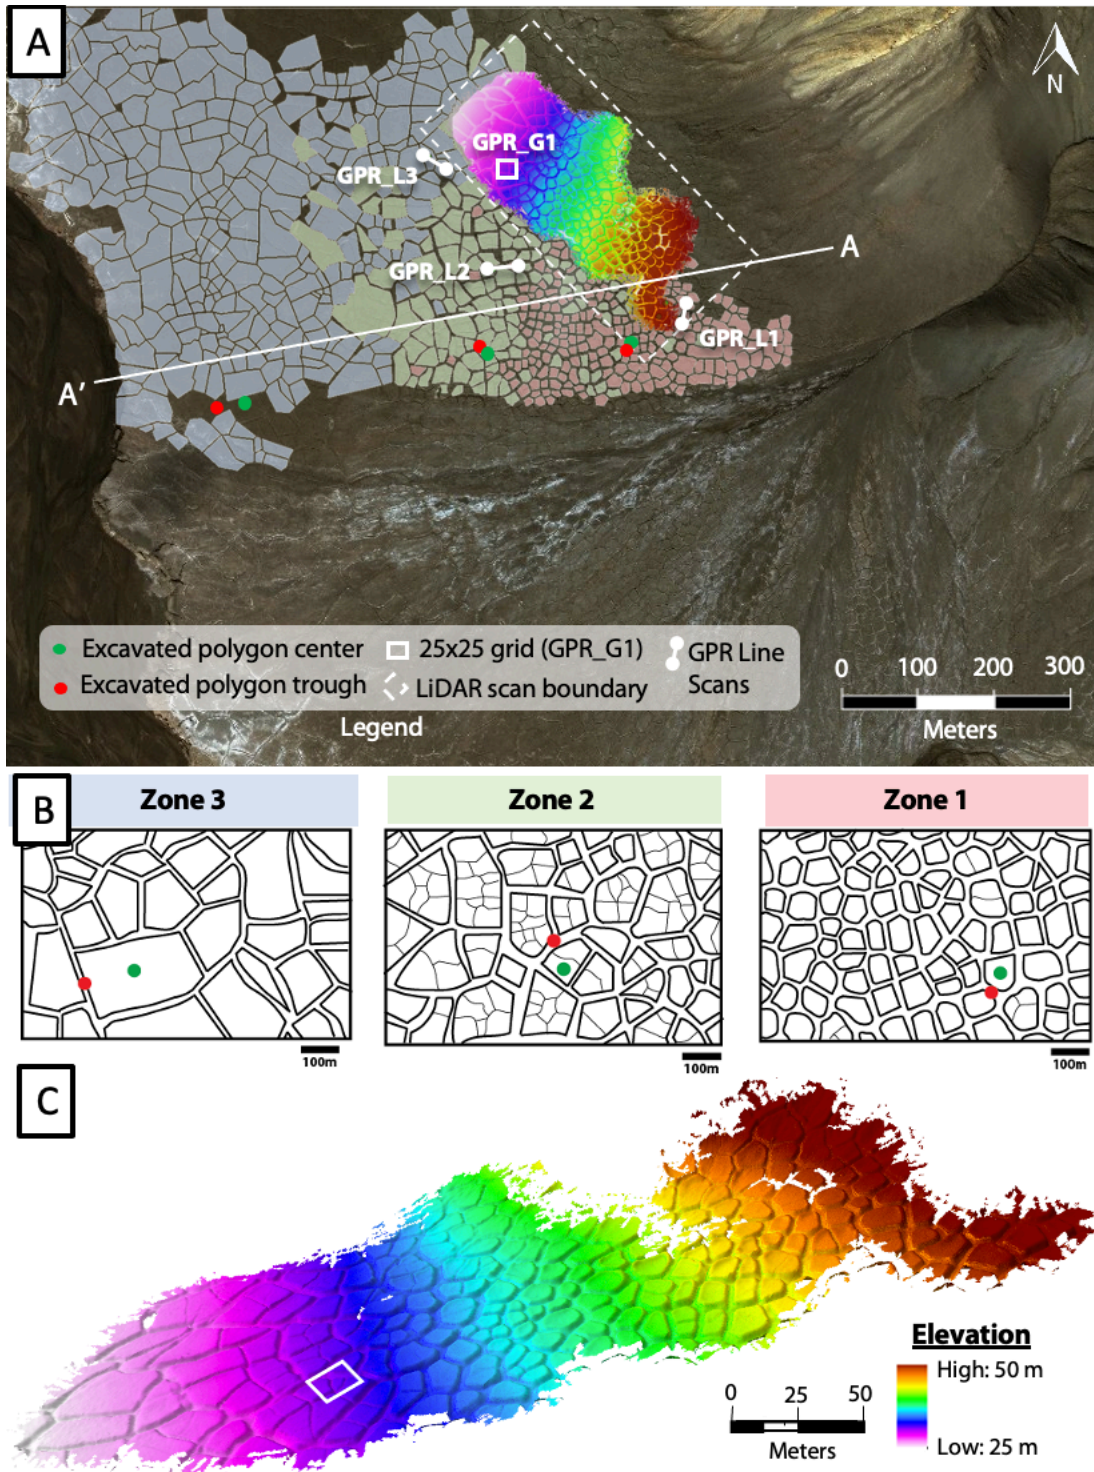 A
N
GPR_G1
GPR_L3
GPR_L2
A
GPR_L1
A'
Excavated polygon center
25x25 grid (GPR_G1)
GPR Line
Scans
Excavated polygon trough
LiDAR scan boundary
Legend
0 100 200 300
Meters
B
Zone 3
Zone 2
Zone 1
100m
100m
100m
C
Elevation
High: 50 m
Low: 25 m
0 25 50
Meters